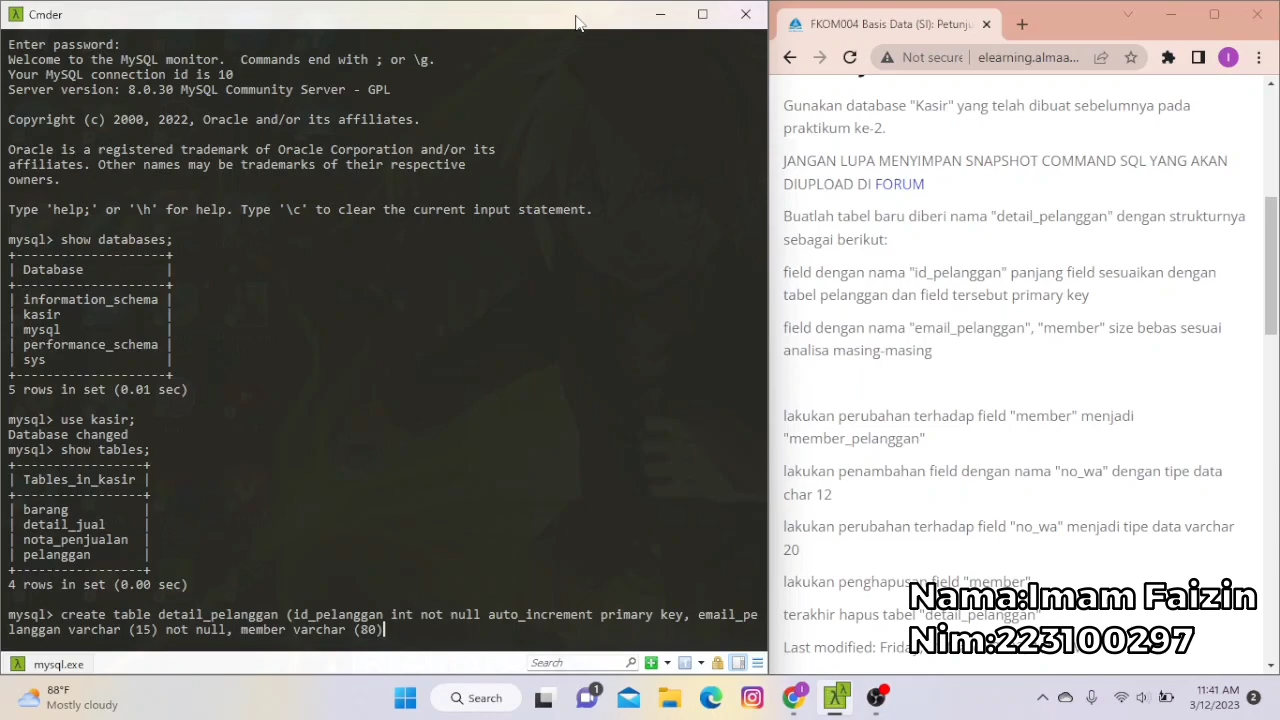 Cmder
Enter password:
Welcome to the MySQL monitor.  Commands end with ; or \g.
Your MySQL connection id is 10
Server version: 8.0.30 MySQL Community Server - GPL
Copyright (c) 2000, 2022, Oracle and/or its affiliates.
Oracle is a registered trademark of Oracle Corporation and/or its
affiliates. Other names may be trademarks of their respective
owners.
Type 'help;' or '\h' for help. Type '\c' to clear the current input statement.
mysql> show databases;
+--------------------+
| Database           |
+--------------------+
| information_schema |
| kasir              |
| mysql              |
| performance_schema |
| sys                |
+--------------------+
5 rows in set (0.01 sec)
mysql> use kasir;
Database changed
mysql> show tables;
+-----------------+
| Tables_in_kasir |
+-----------------+
| barang          |
| detail_jual     |
| nota_penjualan  |
| pelanggan       |
+-----------------+
4 rows in set (0.00 sec)
mysql> create table detail_pelanggan (id_pelanggan int not null auto_increment primary key, email_pe
langgan varchar (15) not null, member varchar (80)
mysql.exe
Search
FKOM004 Basis Data (SI): Petunju
Not secure
elearning.almaa...
I
Gunakan database "Kasir" yang telah dibuat sebelumnya pada
praktikum ke-2.
JANGAN LUPA MENYIMPAN SNAPSHOT COMMAND SQL YANG AKAN
DIUPLOAD DI FORUM
Buatlah tabel baru diberi nama "detail_pelanggan" dengan strukturnya
sebagai berikut:
field dengan nama "id_pelanggan" panjang field sesuaikan dengan
tabel pelanggan dan field tersebut primary key
field dengan nama "email_pelanggan", "member" size bebas sesuai
analisa masing-masing
lakukan perubahan terhadap field "member" menjadi
"member_pelanggan"
lakukan penambahan field dengan nama "no_wa" dengan tipe data
char 12
lakukan perubahan terhadap field "no_wa" menjadi tipe data varchar
20
lakukan penghapusan field "member"
terakhir hapus tabel "detail_pelanggan"
Last modified: Friday
Nama:Imam Faizin
Nim:223100297
88°F
Mostly cloudy
Search
1
11:41 AM
3/12/2023
2